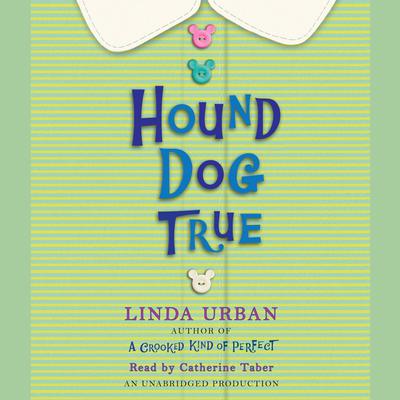 HOUND
DOG
TRUE
LINDA URBAN
AUTHOR OF
A CROOKED KIND OF PERFECT
Read by Catherine Taber
AN UNABRIDGED PRODUCTION